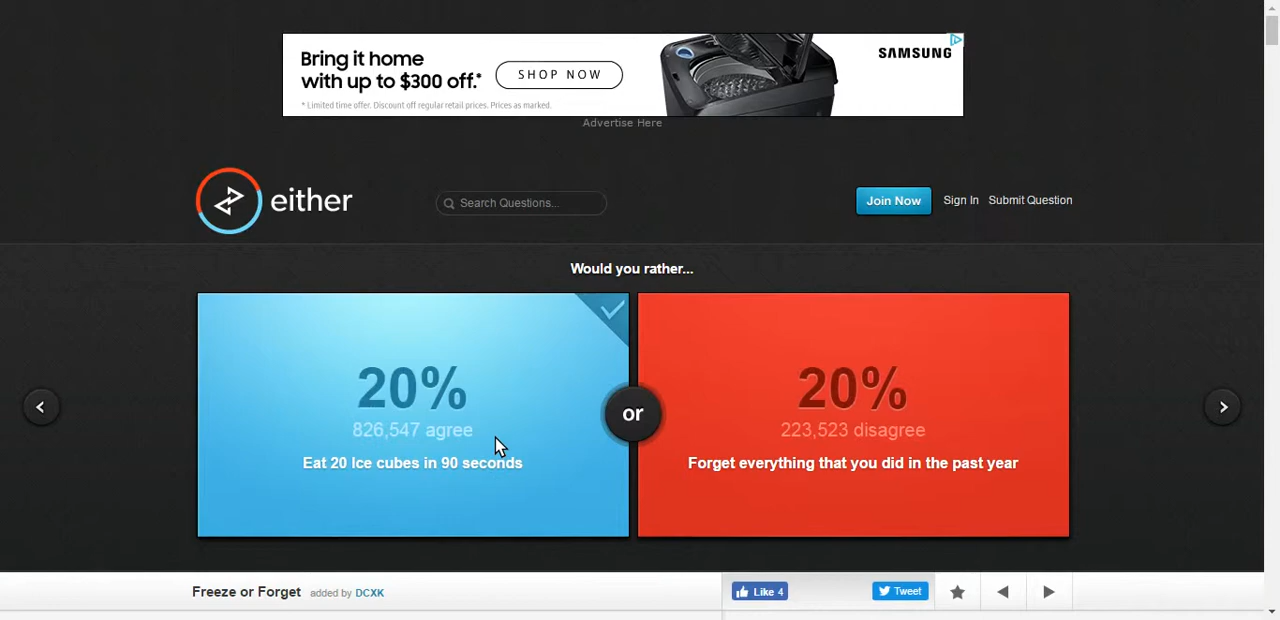 Bring it home
with up to $300 off.*
SHOP NOW
* Limited time offer. Discount off regular retail prices. Prices as marked.
SAMSUNG
Advertise Here
either
Search Questions...
Join Now
Sign In
Submit Question
Would you rather...
20%
826,547 agree
Eat 20 Ice cubes in 90 seconds
or
20%
223,523 disagree
Forget everything that you did in the past year
Freeze or Forget added by DCXK
Like 4
Tweet